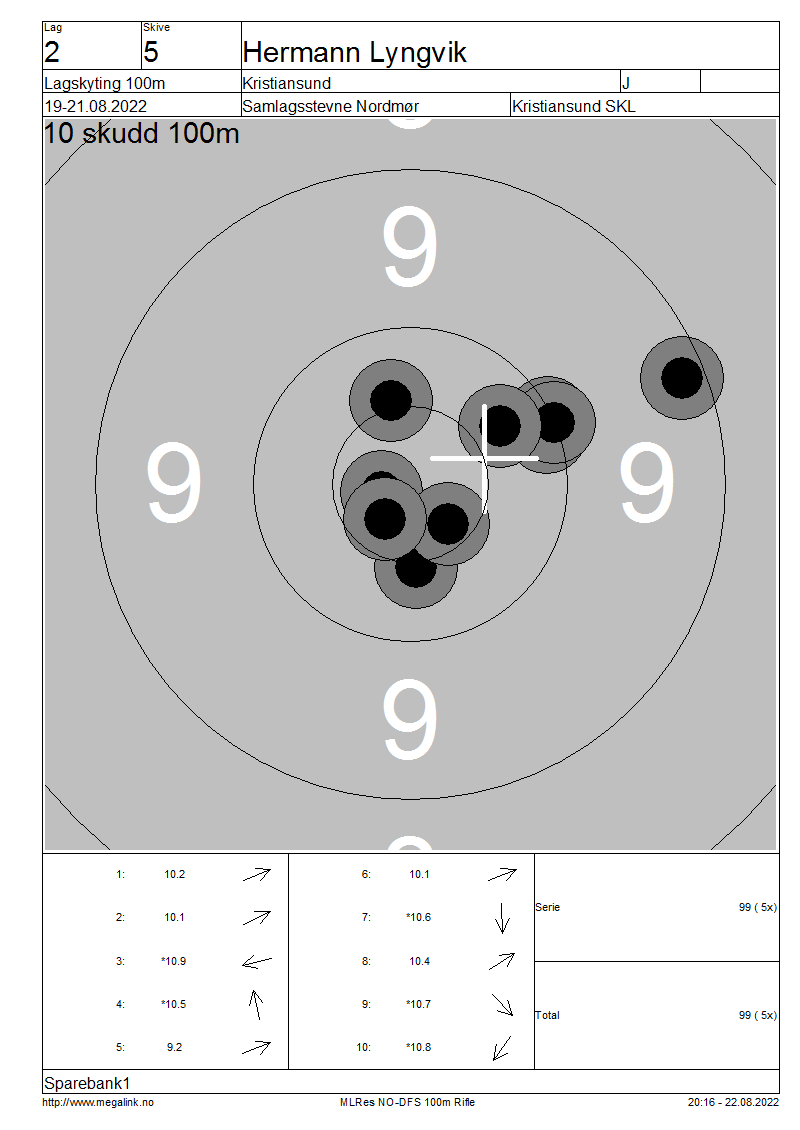 Lag Skive
2 5 Hermann Lyngvik
Lagskyting 100m Kristiansund J
19-21.08.2022 Samlagsstevne Nordmør Kristiansund SKL
10 skudd 100m
9
9
9 9
9
9
1: 10.2 6: 10.1
Serie 99 ( 5x)
2: 10.1 7: *10.6
3: *10.9 8: 10.4
4: *10.5 9: *10.7
Total 99 ( 5x)
5: 9.2 10: *10.8
Sparebank1
http://www.megalink.no MLRes NO-DFS 100m Rifle 20:16 - 22.08.2022